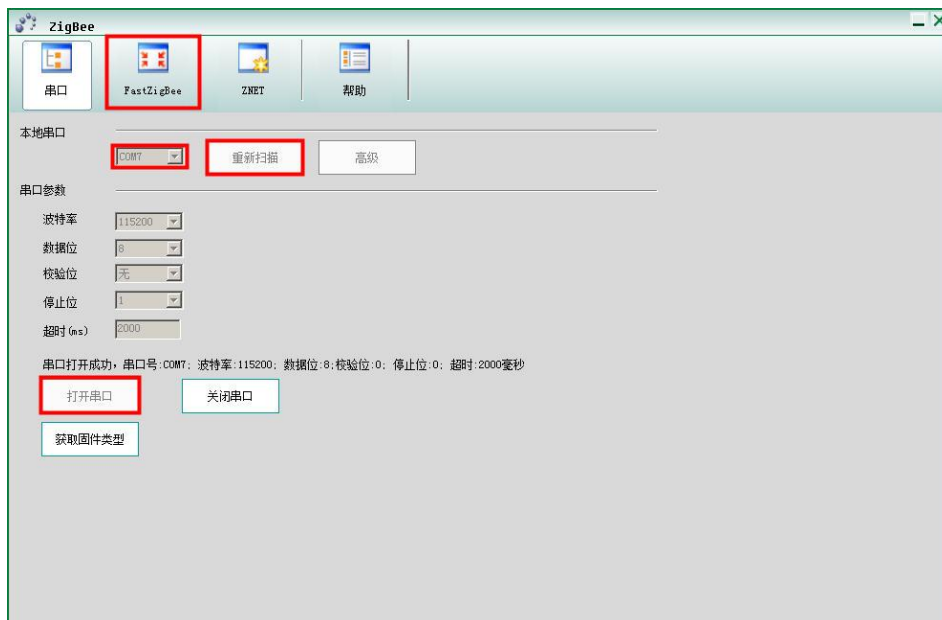 ZigBee
串口 FastZigBee ZNET 帮助
本地串口
COM7 重新扫描 高级
串口参数
波特率 115200
数据位 8
校验位 无
停止位 1
超时(ms) 2000
串口打开成功，串口号:COM7; 波特率:115200; 数据位:8;校验位:0; 停止位:0; 超时:2000毫秒
打开串口 关闭串口
获取固件类型